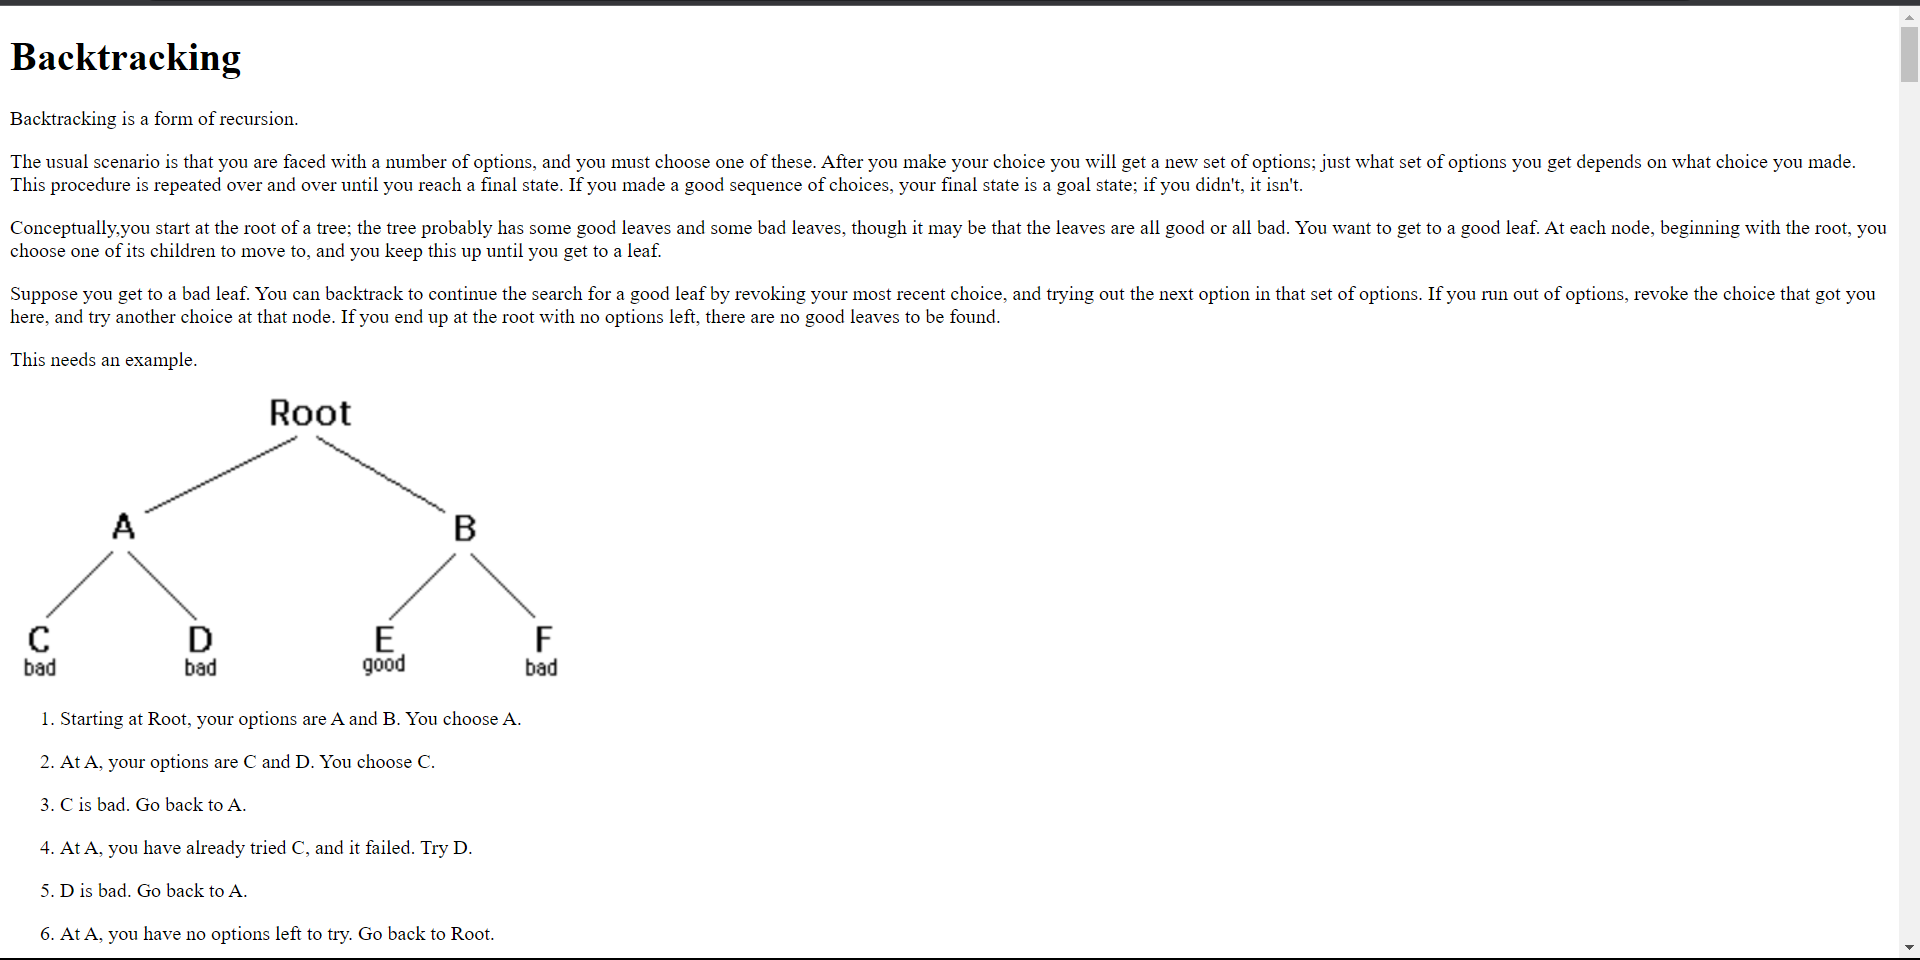 Backtracking
Backtracking is a form of recursion.
The usual scenario is that you are faced with a number of options, and you must choose one of these. After you make your choice you will get a new set of options; just what set of options you get depends on what choice you made.
This procedure is repeated over and over until you reach a final state. If you made a good sequence of choices, your final state is a goal state; if you didn't, it isn't.
Conceptually,you start at the root of a tree; the tree probably has some good leaves and some bad leaves, though it may be that the leaves are all good or all bad. You want to get to a good leaf. At each node, beginning with the root, you
choose one of its children to move to, and you keep this up until you get to a leaf.
Suppose you get to a bad leaf. You can backtrack to continue the search for a good leaf by revoking your most recent choice, and trying out the next option in that set of options. If you run out of options, revoke the choice that got you
here, and try another choice at that node. If you end up at the root with no options left, there are no good leaves to be found.
This needs an example.
Root
A B
C D E F
bad bad good bad
1. Starting at Root, your options are A and B. You choose A.
2. At A, your options are C and D. You choose C.
3. C is bad. Go back to A.
4. At A, you have already tried C, and it failed. Try D.
5. D is bad. Go back to A.
6. At A, you have no options left to try. Go back to Root.